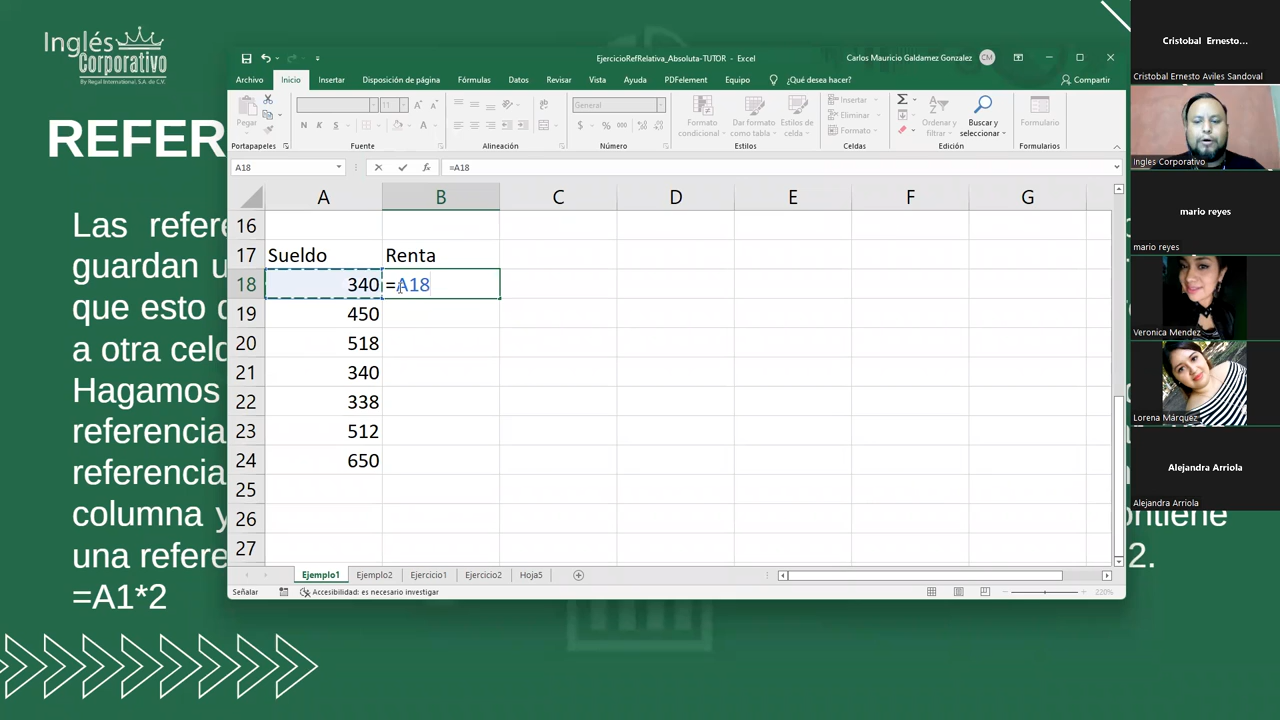 Inglés
Corporativo
By Regal International, S.A. de C.V.
REFER
Las refere
guardan u
que esto d
a otra celd
Hagamos
referencia
referencia
columna y
una refere
=A1*2
ontiene
2.
EjercicioRefRelativa_Absoluta-TUTOR - Excel
Carlos Mauricio Galdamez Gonzalez
CM
Archivo Inicio Insertar Disposición de página Fórmulas Datos Revisar Vista Ayuda PDFelement Equipo ¿Qué desea hacer? Compartir
Pegar
11
N K S
General
$ % 000
Formato condicional
Dar formato como tabla
Estilos de celda
Insertar
Eliminar
Formato
Ordenar y filtrar
Buscar y seleccionar
Formulario
Portapapeles Fuente Alineación Número Estilos Celdas Edición Formularios
A18 fx =A18
A B C D E F G
16
17 Sueldo Renta
18 340 =A18
19 450
20 518
21 340
22 338
23 512
24 650
25
26
27
Ejemplo1 Ejemplo2 Ejercicio1 Ejercicio2 Hoja5
Señalar Accesibilidad: es necesario investigar 220%
Cristobal Ernesto...
Cristobal Ernesto Aviles Sandoval
Ingles Corporativo
mario reyes
mario reyes
Veronica Mendez
Lorena Márquez
Alejandra Arriola
Alejandra Arriola